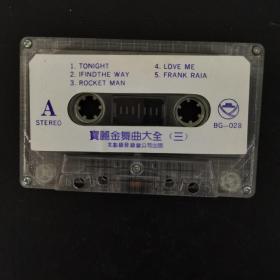 1. TONIGHT
2. IFINDTHE WAY
3. ROCKET MAN
4. LOVE ME
5. FRANK RAIA
A
STEREO
BG-028
寶麗金舞曲大全（三）